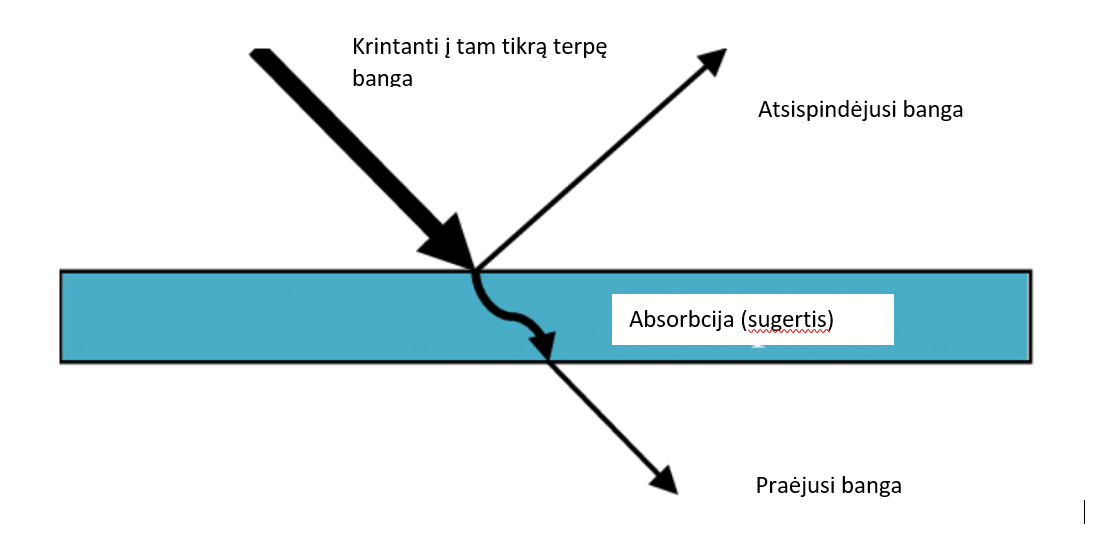 Krintanti į tam tikrą terpę
banga
Atsispindėjusi banga
Absorbcija (sugertis)
Praėjusi banga